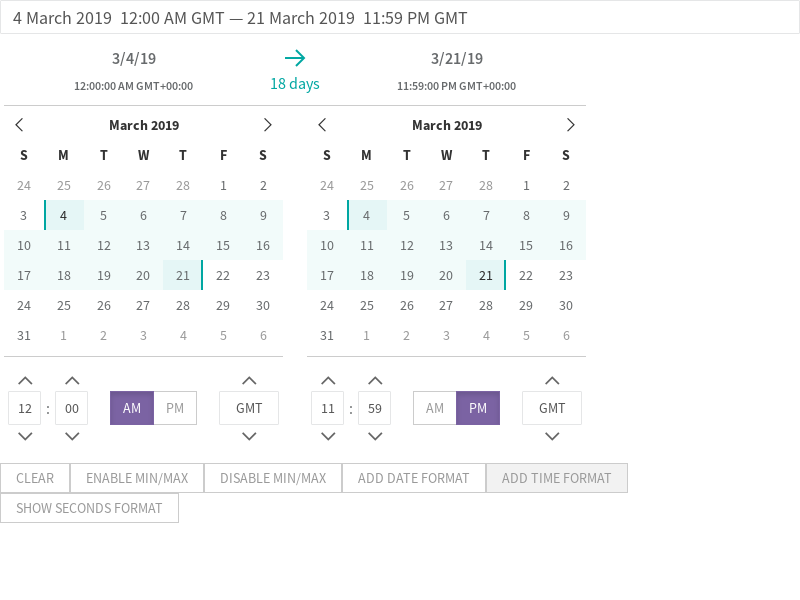 4 March 2019 12:00 AM GMT — 21 March 2019 11:59 PM GMT
3/4/19 3/21/19
12:00:00 AM GMT+00:00 18 days 11:59:00 PM GMT+00:00
March 2019 March 2019
S M T W T F S S M T W T F S
24 25 26 27 28 1 2 24 25 26 27 28 1 2
3 4 5 6 7 8 9 3 4 5 6 7 8 9
10 11 12 13 14 15 16 10 11 12 13 14 15 16
17 18 19 20 21 22 23 17 18 19 20 21 22 23
24 25 26 27 28 29 30 24 25 26 27 28 29 30
31 1 2 3 4 5 6 31 1 2 3 4 5 6
12 : 00 AM PM GMT 11 : 59 AM PM GMT
CLEAR ENABLE MIN/MAX DISABLE MIN/MAX ADD DATE FORMAT ADD TIME FORMAT
SHOW SECONDS FORMAT